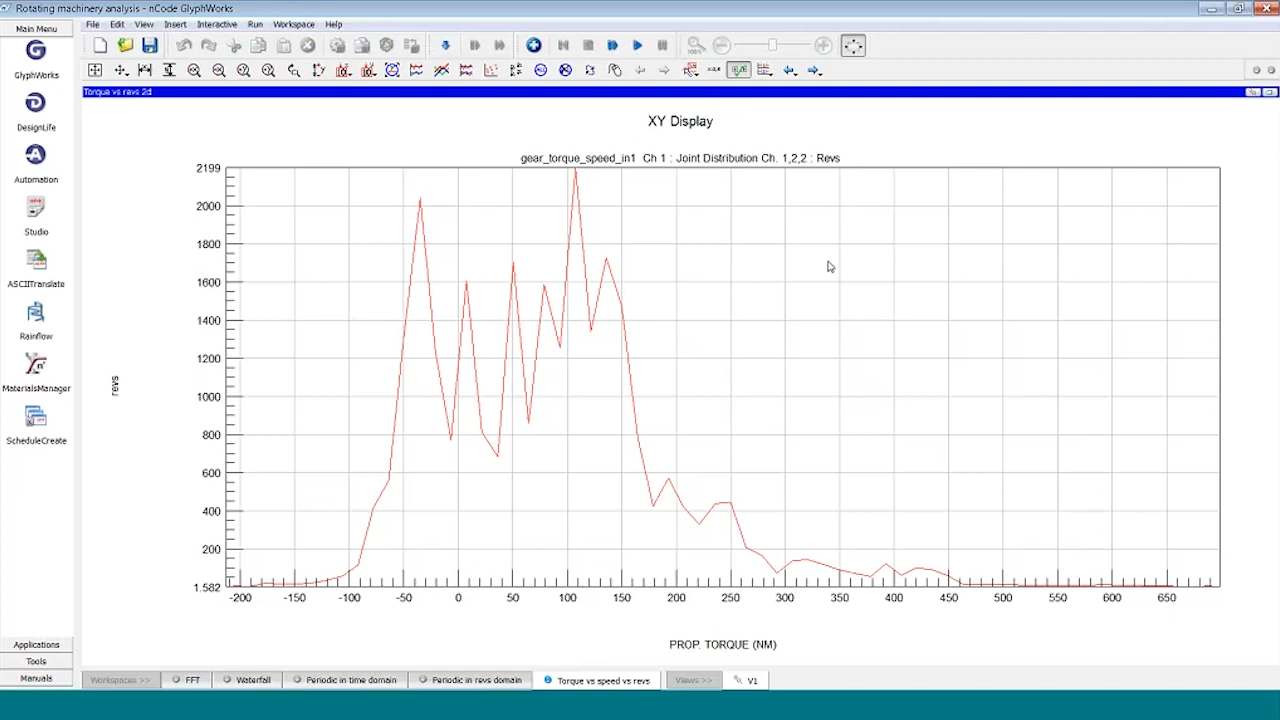 Rotating machinery analysis - nCode GlyphWorks
Main Menu
File Edit View Insert Interactive Run Workspace Help
GlyphWorks
DesignLife
Automation
Studio
ASCIITranslate
Rainflow
MaterialsManager
ScheduleCreate
Applications
Tools
Manuals
Torque vs revs 2d
XY Display
gear_torque_speed_in1 Ch 1 : Joint Distribution Ch. 1,2,2 : Revs
2199
2000
1800
1600
1400
1200
1000
800
600
400
200
1.582
revs
-200 -150 -100 -50 0 50 100 150 200 250 300 350 400 450 500 550 600 650
PROP. TORQUE (NM)
Workspaces >> FFT Waterfall Periodic in time domain Periodic in revs domain Torque vs speed vs revs Views >> V1